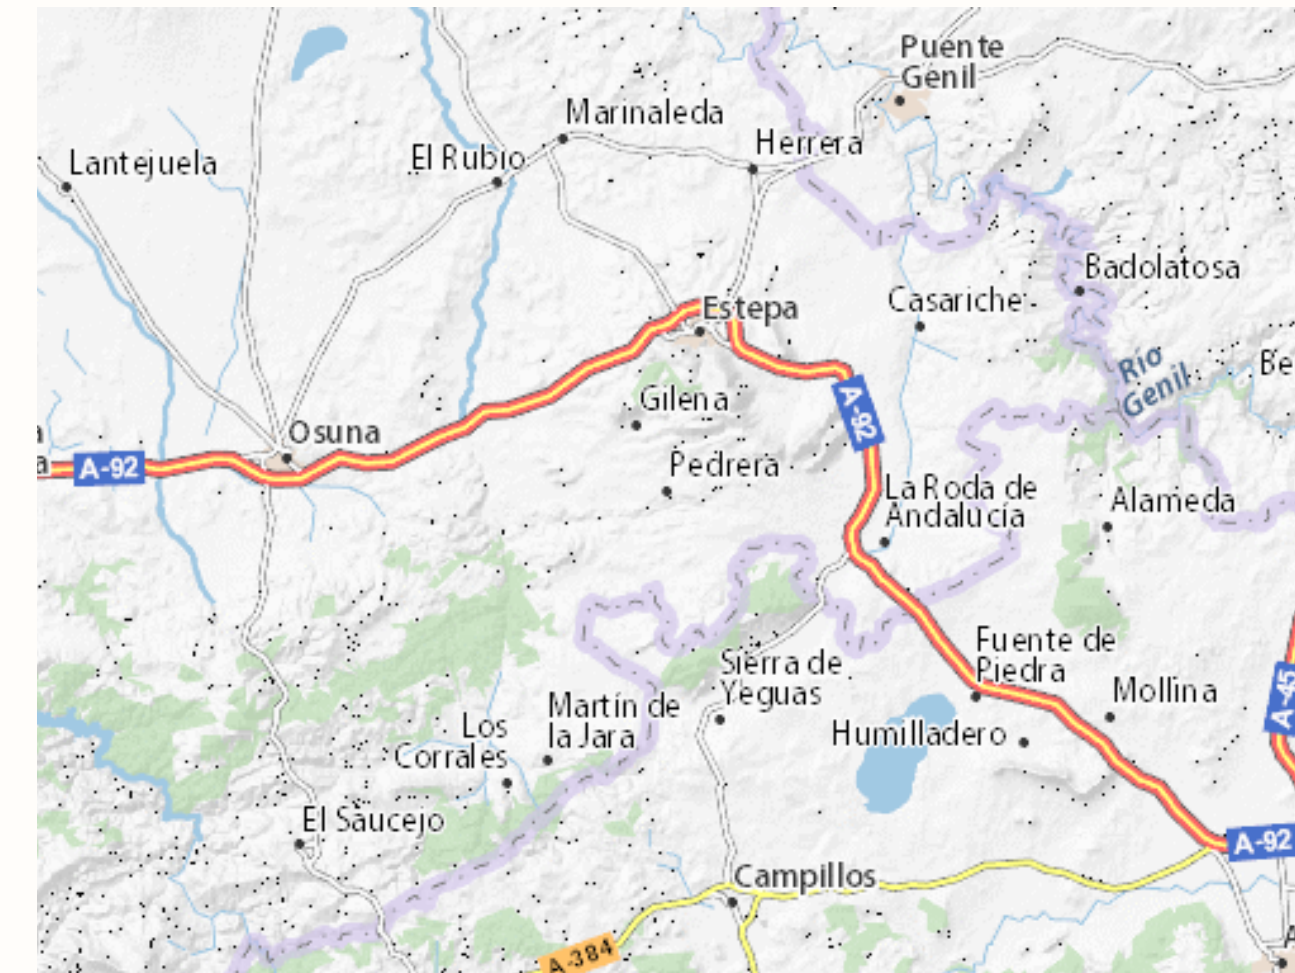 Puente
Genil
Marinaleda
Herrera
El Rubio
Lantejuela
Badolatosa
Casariche
Estepa
Río
Genil
Be
Gilena
A-92
Osuna
a
a
A-92
Pedrera
La Roda de
Andalucía
Alameda
Fuente de
Piedra
Sierra de
Yeguas
Mollina
A-45
Martín de
la Jara
Los
Corrales
Humilladero
El Saucejo
A-92
Campillos
A-384
A